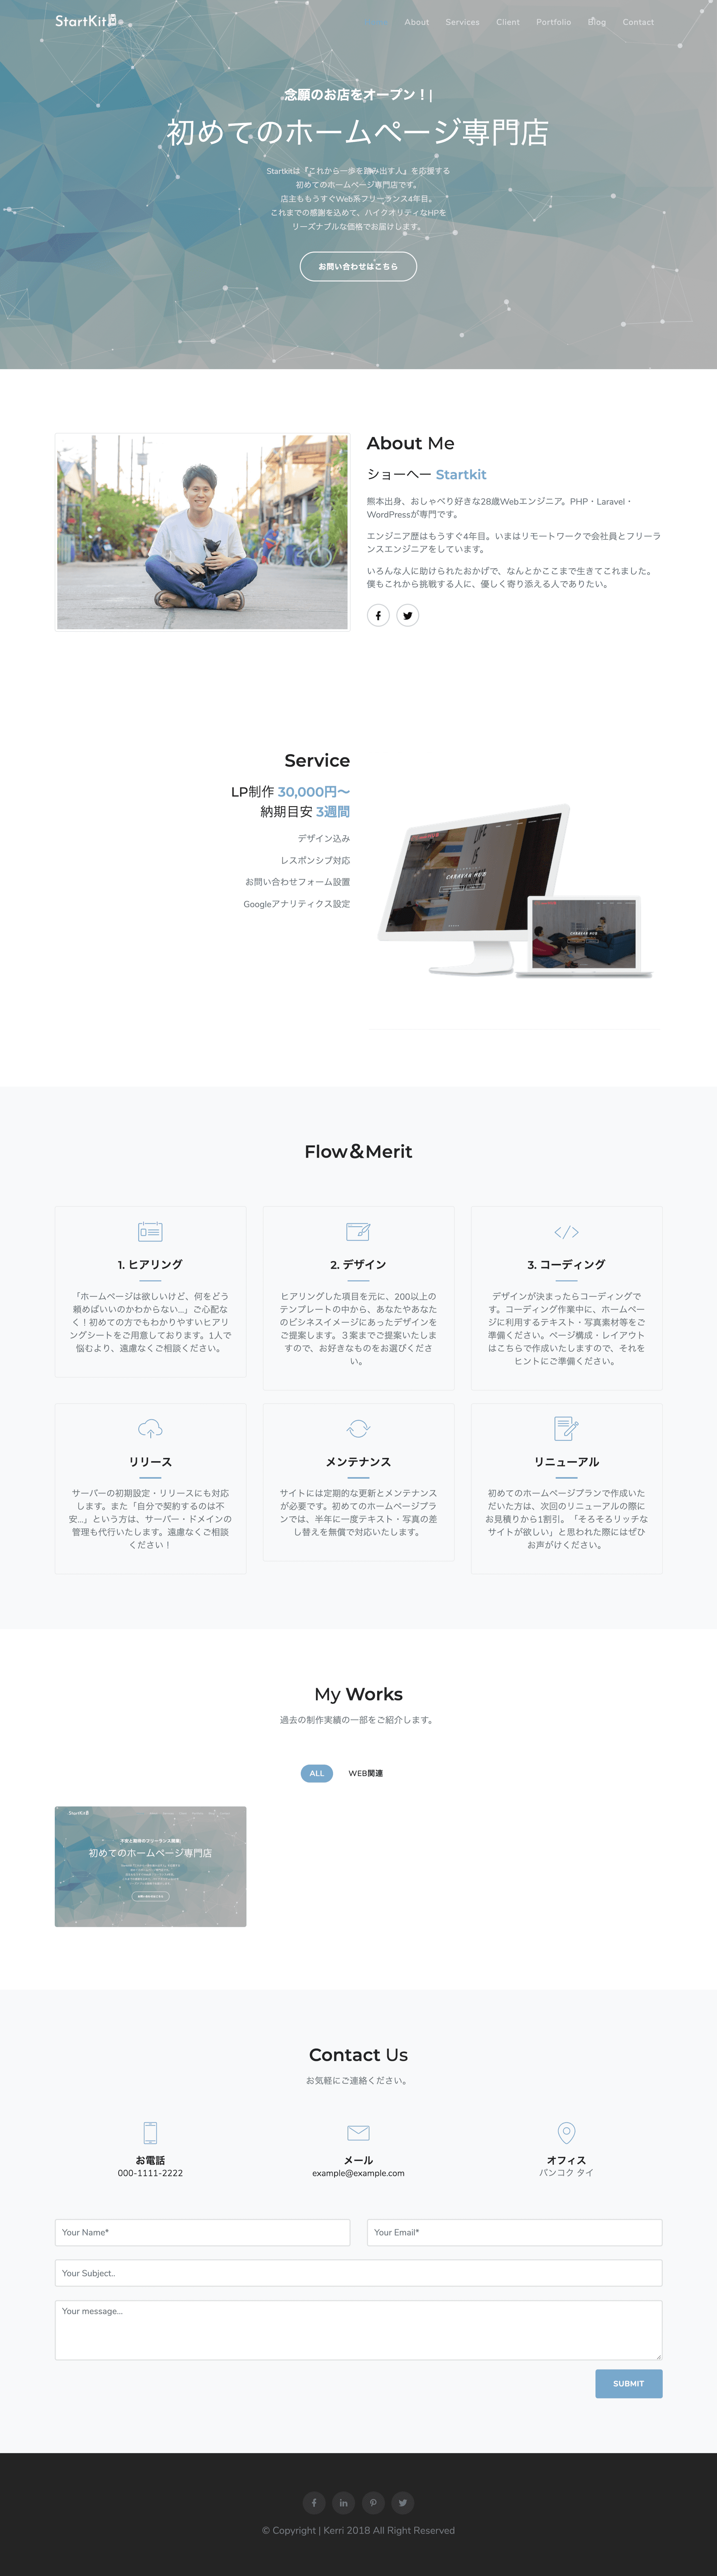 StartKit
About
Services
Client
Portfolio
Blog
Contact
念願のお店をオープン！|
初めてのホームページ専門店
Startkitは『これから一歩を踏み出す人』を応援する
初めてのホームページ専門店です。
店主ももうすぐWeb系フリーランス4年目。
これまでの感謝を込めて、ハイクオリティなHPを
リーズナブルな価格でお届けします。
お問い合わせはこちら
About Me
ショーヘー Startkit
熊本出身、おしゃべり好きな28歳Webエンジニア。PHP・Laravel・
WordPressが専門です。
エンジニア歴はもうすぐ4年目。いまはリモートワークで会社員とフリーラ
ンスエンジニアをしています。
いろんな人に助けられたおかげで、なんとかここまで生きてこれました。
僕もこれから挑戦する人に、優しく寄り添える人でありたい。
Service
LP制作 30,000円〜
納期目安 3週間
デザイン込み
レスポンシブ対応
お問い合わせフォーム設置
Googleアナリティクス設定
CARAVAN HUB
CARAVAN HUB
Flow＆Merit
1. ヒアリング
「ホームページは欲しいけど、何をどう
頼めばいいのかわからない…」ご心配な
く！初めての方でもわかりやすいヒアリ
ングシートをご用意しております。1人で
悩むより、遠慮なくご相談ください。
2. デザイン
ヒアリングした項目を元に、200以上の
テンプレートの中から、あなたやあなた
のビシネスイメージにあったデザインを
ご提案します。３案までご提案いたしま
すので、お好きなものをお選びくださ
い。
3. コーディング
デザインが決まったらコーディングで
す。コーディング作業中に、ホームペー
ジに利用するテキスト・写真素材等をご
準備ください。ページ構成・レイアウト
はこちらで作成いたしますので、それを
ヒントにご準備ください。
リリース
サーバーの初期設定・リリースにも対応
します。また「自分で契約するのは不
安…」という方は、サーバー・ドメインの
管理も代行いたします。遠慮なくご相談
ください！
メンテナンス
サイトには定期的な更新とメンテナンス
が必要です。初めてのホームページプラ
ンでは、半年に一度テキスト・写真の差
し替えを無償で対応いたします。
リニューアル
初めてのホームページプランで作成いた
だいた方は、次回のリニューアルの際に
お見積りから1割引。「そろそろリッチな
サイトが欲しい」と思われた際にはぜひ
お声がけください。
My Works
過去の制作実績の一部をご紹介します。
ALL
WEB関連
StartKit
初めてのホームページ専門店
Contact Us
お気軽にご連絡ください。
お電話
000-1111-2222
メール
example@example.com
オフィス
バンコク タイ
Your Name*
Your Email*
Your Subject..
Your message...
SUBMIT
© Copyright | Kerri 2018 All Right Reserved